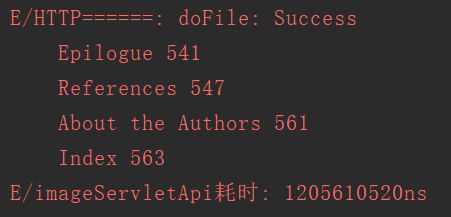 E/HTTP======: doFile: Success
Epilogue 541
References 547
About the Authors 561
Index 563
E/imageServletApi耗时: 1205610520ns